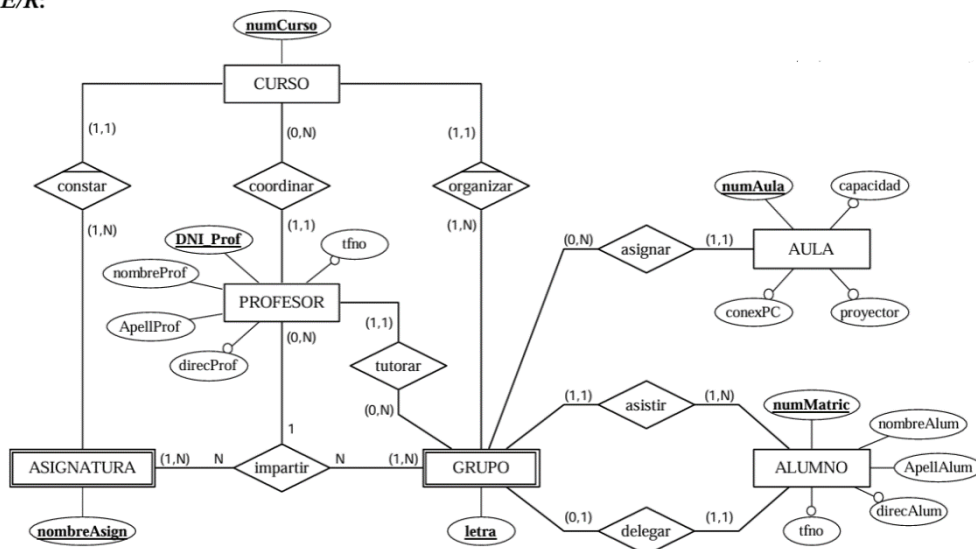 E/R:
numCurso
CURSO
(1,1)
(0,N)
(1,1)
constar
coordinar
organizar
numAula
capacidad
(1,N)
(1,1)
(1,N)
DNI_Prof
tfno
(0,N)
asignar
(1,1)
AULA
nombreProf
PROFESOR
conexPC
proyector
ApellProf
(0,N)
(1,1)
direcProf
tutorar
(1,1)
asistir
(1,N)
numMatric
(0,N)
nombreAlum
1
ASIGNATURA
(1,N)
N
impartir
N
(1,N)
GRUPO
ALUMNO
ApellAlum
direcAlum
nombreAsign
letra
(0,1)
delegar
(1,1)
tfno